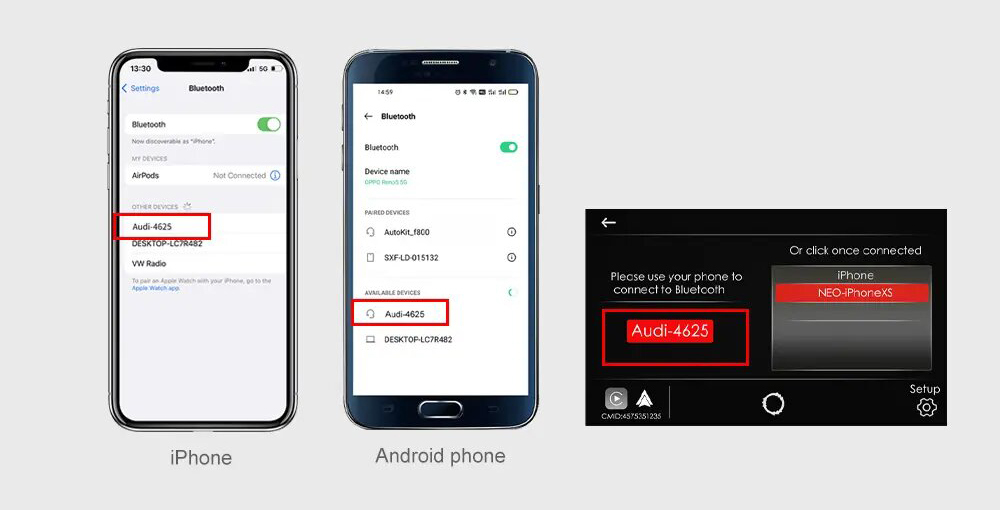 13:30
5G
Settings
Bluetooth
Bluetooth
Now discoverable as "iPhone".
MY DEVICES
AirPods Not Connected
OTHER DEVICES
Audi-4625
DESKTOP-LC7R482
VW Radio
To pair an Apple Watch with your iPhone, go to the
Apple Watch app.
iPhone
14:59
Bluetooth
Bluetooth
Device name
PAIRED DEVICES
AutoKit_f800
SXF-LD-015132
AVAILABLE DEVICES
Audi-4625
DESKTOP-LC7R482
Android phone
Or click once connected
Please use your phone to
connect to Bluetooth
Audi-4625
iPhone
NEO-iPhoneXS
CMID:4575351235
Setup